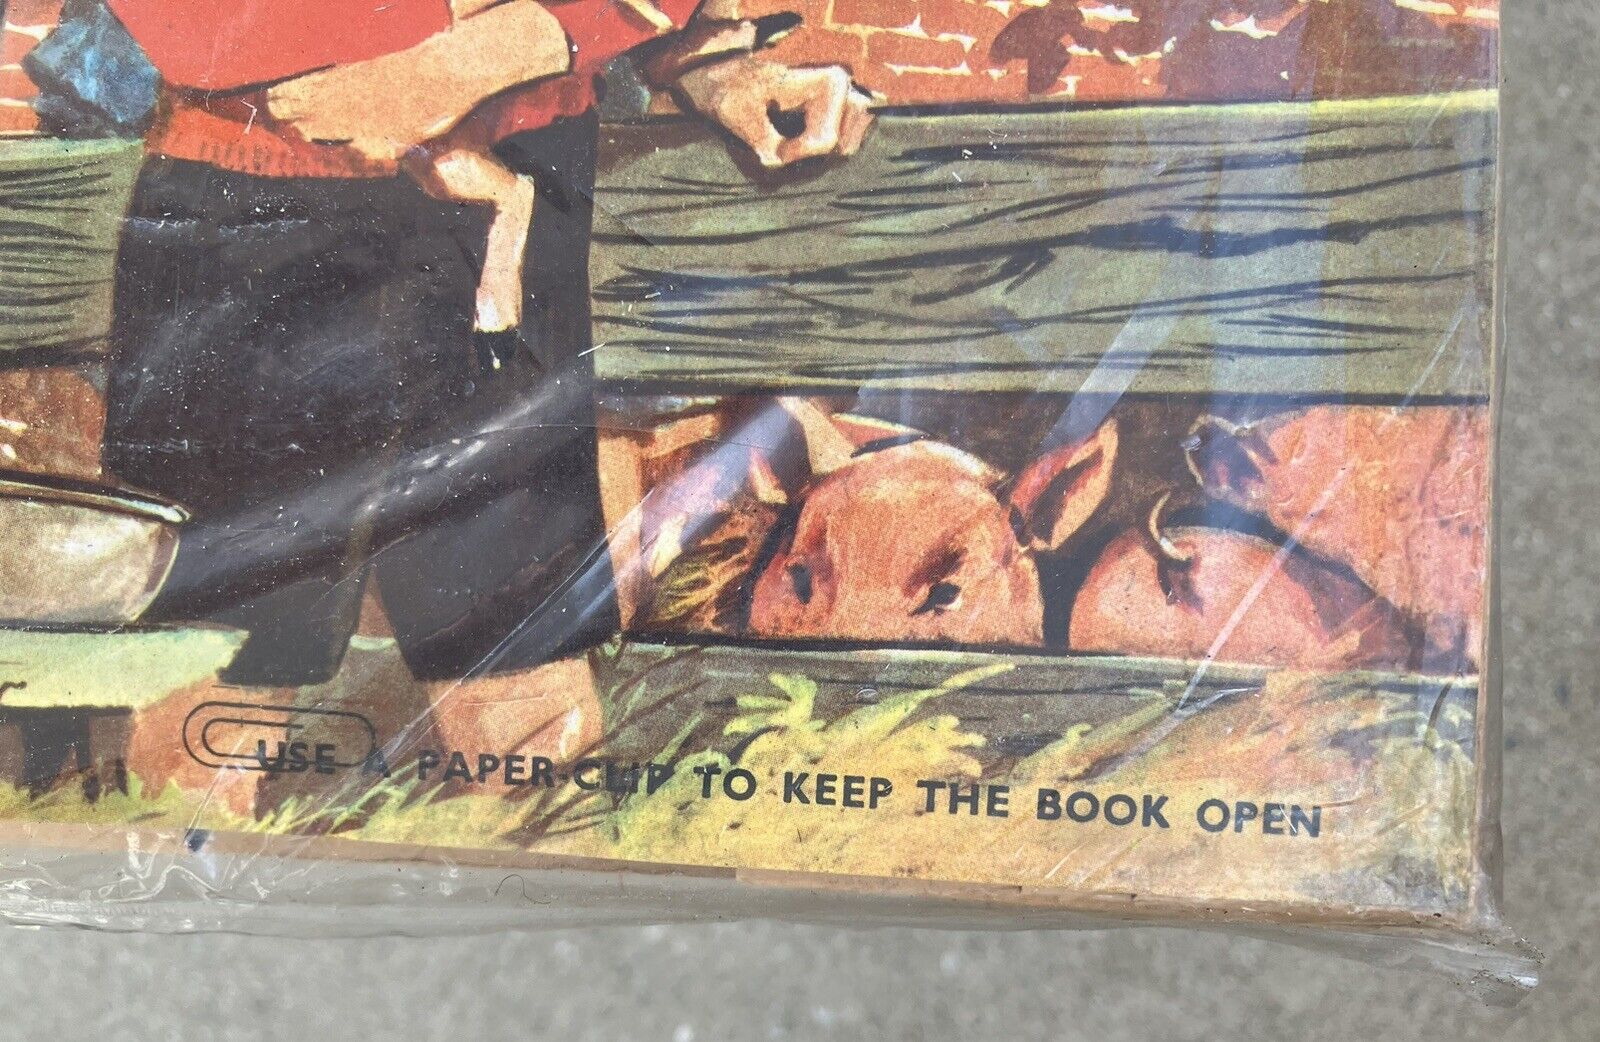 USE A PAPER-CLIP TO KEEP THE BOOK OPEN